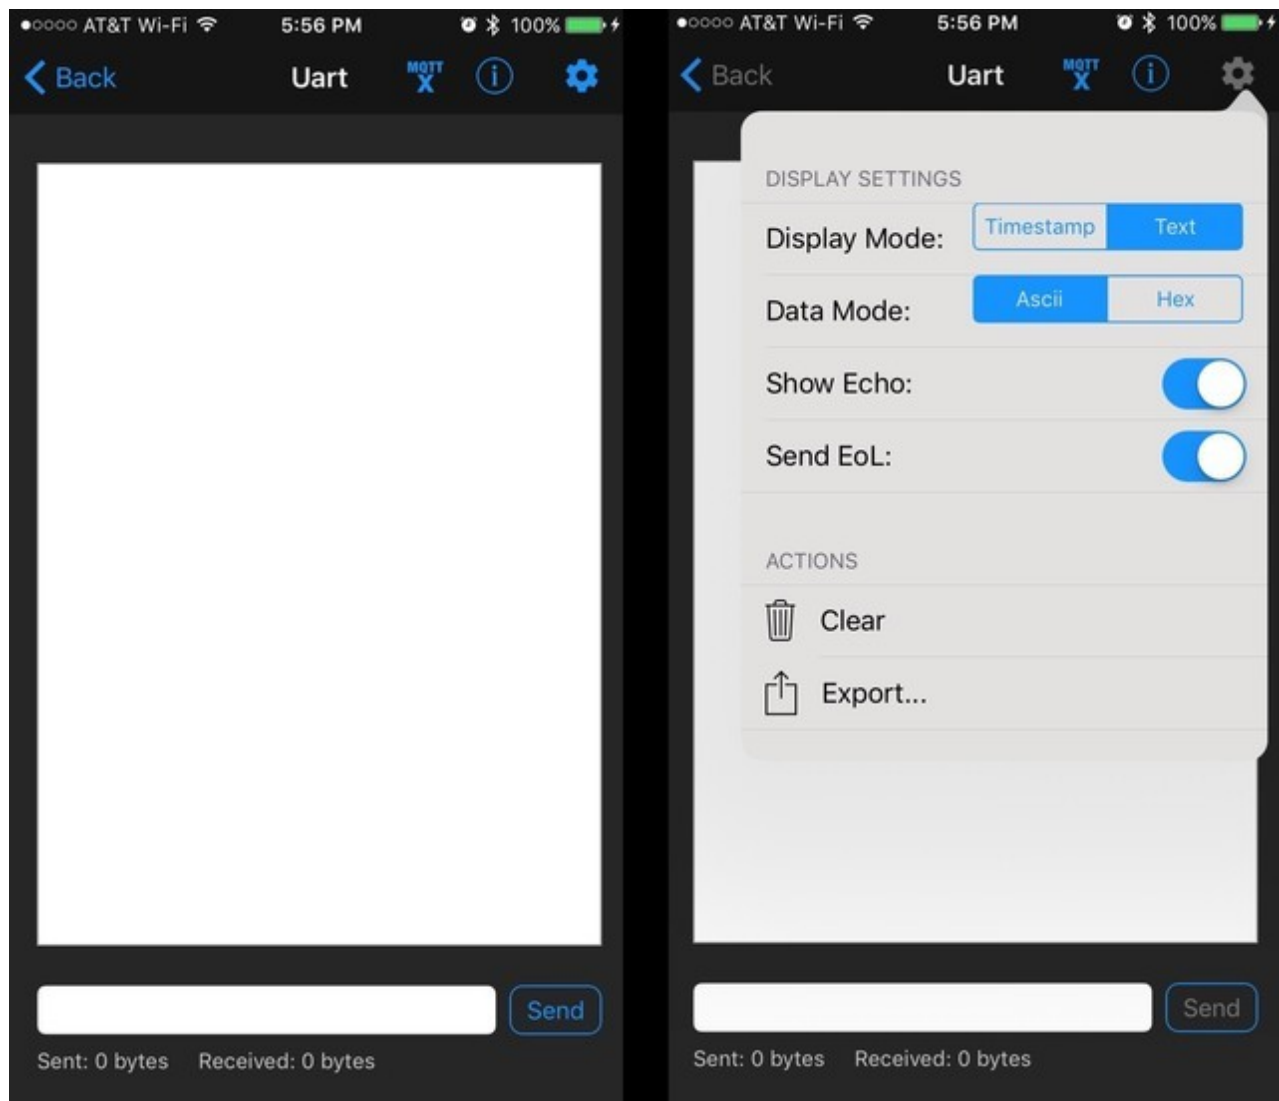 AT&T Wi-Fi 5:56 PM 100%
Back Uart MQTT X i
Send
Sent: 0 bytes Received: 0 bytes
AT&T Wi-Fi 5:56 PM 100%
Back Uart MQTT X i
DISPLAY SETTINGS
Display Mode: Timestamp Text
Data Mode: Ascii Hex
Show Echo:
Send EoL:
ACTIONS
Clear
Export...
Send
Sent: 0 bytes Received: 0 bytes